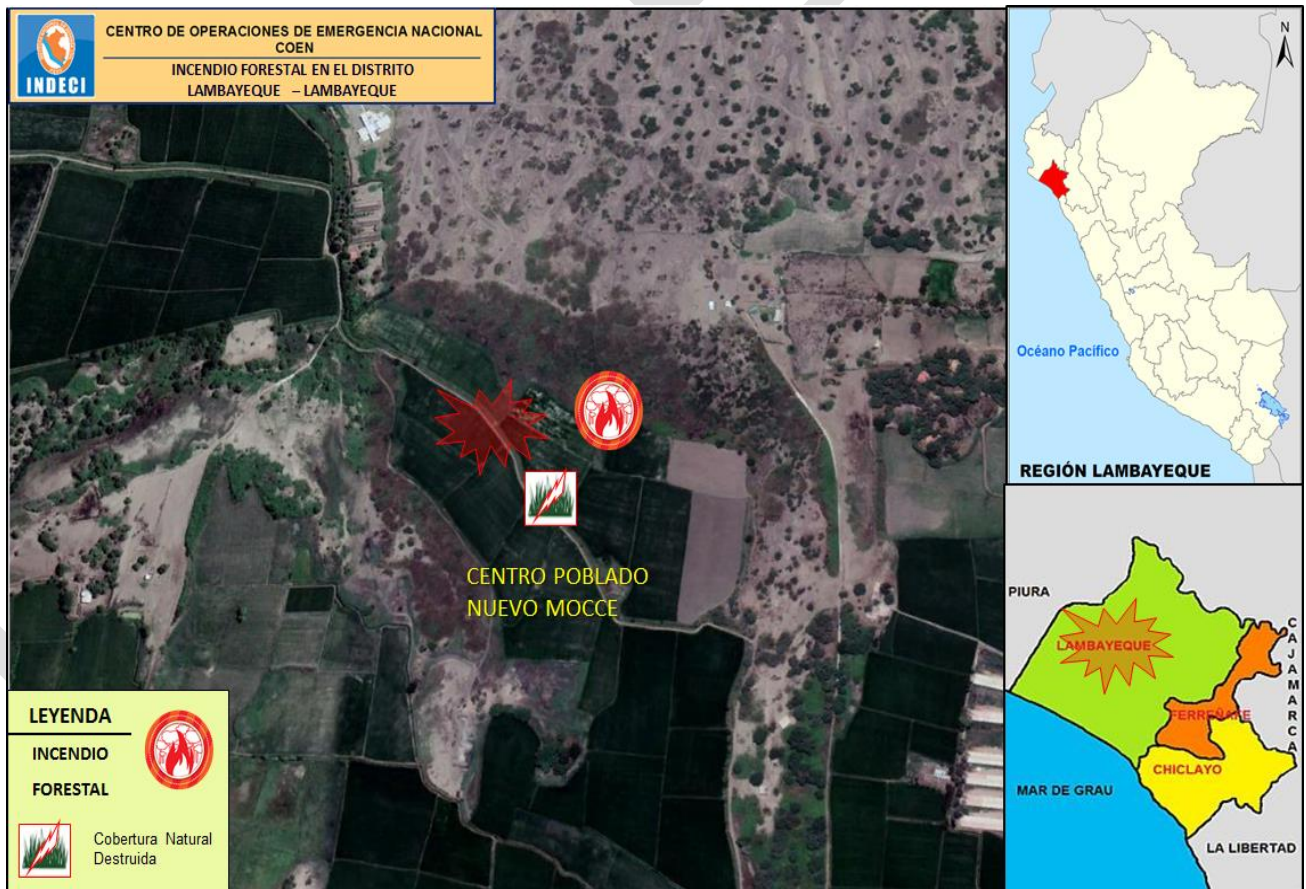 INDECI
CENTRO DE OPERACIONES DE EMERGENCIA NACIONAL
COEN
INCENDIO FORESTAL EN EL DISTRITO
LAMBAYEQUE – LAMBAYEQUE
CENTRO POBLADO
NUEVO MOCCE
LEYENDA
INCENDIO
FORESTAL
Cobertura Natural
Destruida
N
Océano Pacífico
REGIÓN LAMBAYEQUE
PIURA
LAMBAYEQUE
CAJAMARCA
FERREÑAFE
CHICLAYO
MAR DE GRAU
LA LIBERTAD